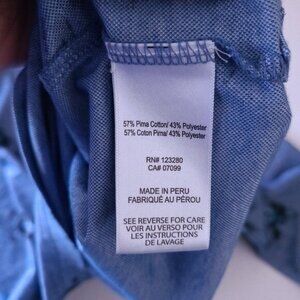 57% Pima Cotton/ 43% Polyester
57% Coton Pima/ 43% Polyester
RN# 123280
CA# 07099
MADE IN PERU
FABRIQUÉ AU PÉROU
SEE REVERSE FOR CARE
VOIR AU VERSO POUR
LES INSTRUCTIONS
DE LAVAGE